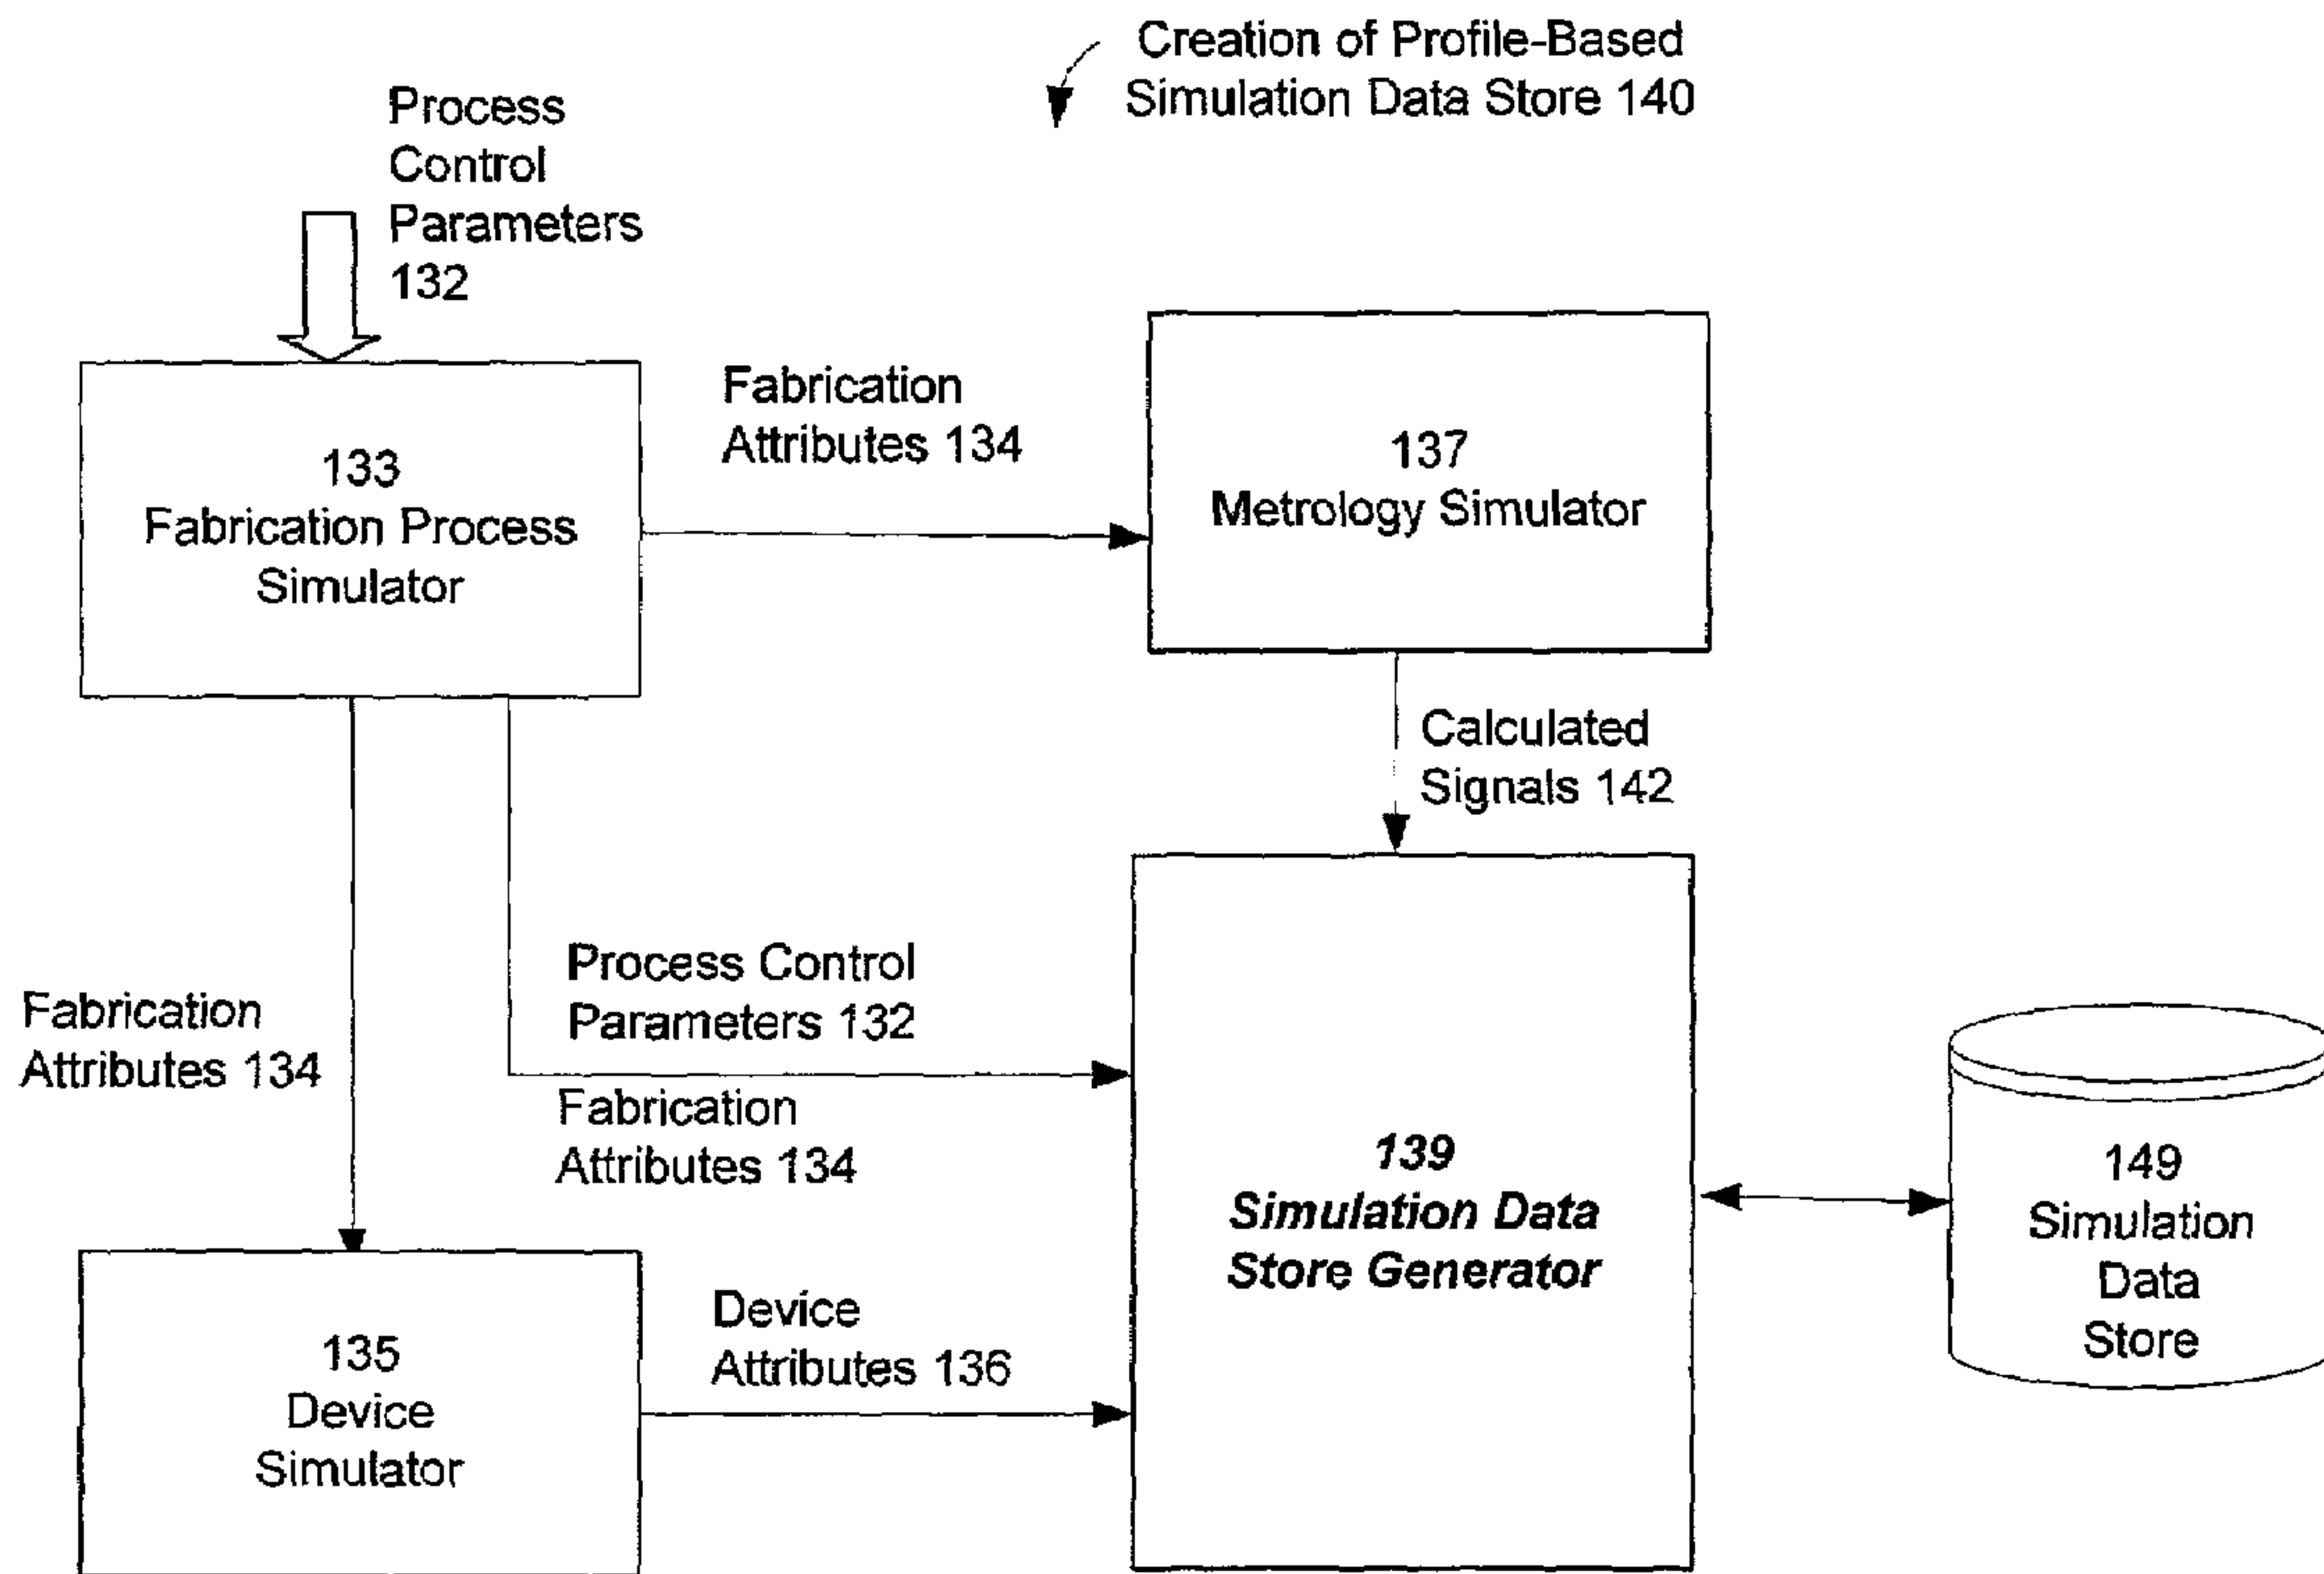 Creation of Profile-Based
Simulation Data Store 140
Process
Control
Parameters
132
133
Fabrication Process
Simulator
Fabrication
Attributes 134
137
Metrology Simulator
Calculated
Signals 142
Process Control
Parameters 132
Fabrication
Attributes 134
Fabrication
Attributes 134
139
Simulation Data
Store Generator
149
Simulation
Data
Store
135
Device
Simulator
Device
Attributes 136